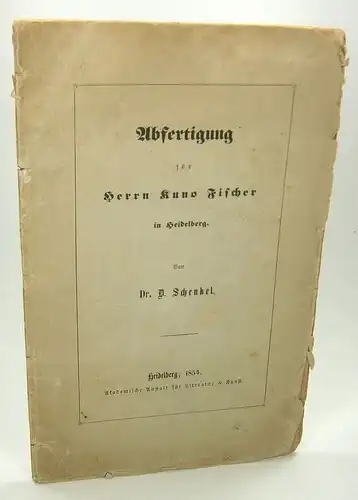 Abfertigung
für
Herrn Kuno Fischer
in Heidelberg.
Von
Dr. D. Schenkel.
Heidelberg, 1854.
Akademische Anstalt für Literatur & Kunst.